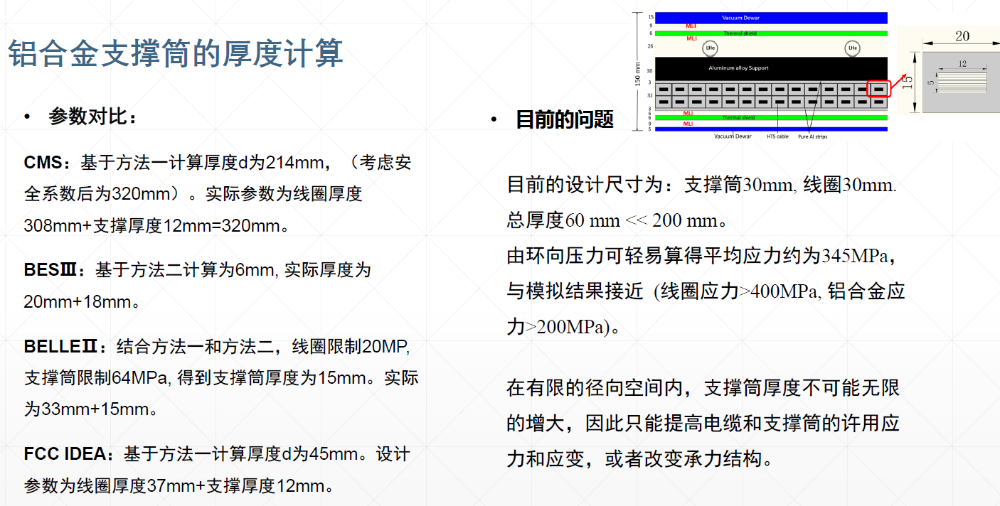 铝合金支撑筒的厚度计算
• 参数对比：
CMS：基于方法一计算厚度d为214mm，（考虑安
全系数后为320mm）。实际参数为线圈厚度
308mm+支撑厚度12mm=320mm。
BESⅢ：基于方法二计算为6mm, 实际厚度为
20mm+18mm。
BELLEⅡ：结合方法一和方法二，线圈限制20MP,
支撑筒限制64MPa, 得到支撑筒厚度为15mm。实际
为33mm+15mm。
FCC IDEA：基于方法一计算厚度d为45mm。设计
参数为线圈厚度37mm+支撑厚度12mm。
• 目前的问题
目前的设计尺寸为：支撑筒30mm, 线圈30mm.
总厚度60 mm << 200 mm。
由环向压力可轻易算得平均应力约为345MPa，
与模拟结果接近 (线圈应力>400MPa, 铝合金应
力>200MPa)。
在有限的径向空间内，支撑筒厚度不可能无限
的增大，因此只能提高电缆和支撑筒的许用应
力和应变，或者改变承力结构。
150 mm
15
Vacuum Dewar
9
MLI
6
Thermal shield
MLI
26
LHe
LHe
30
Aluminum alloy Support
3
32
3
6
MLI
6
Thermal shield
9
MLI
5
Vacuum Dewar
HTS cable
Pure Al strips
20
12
15
5